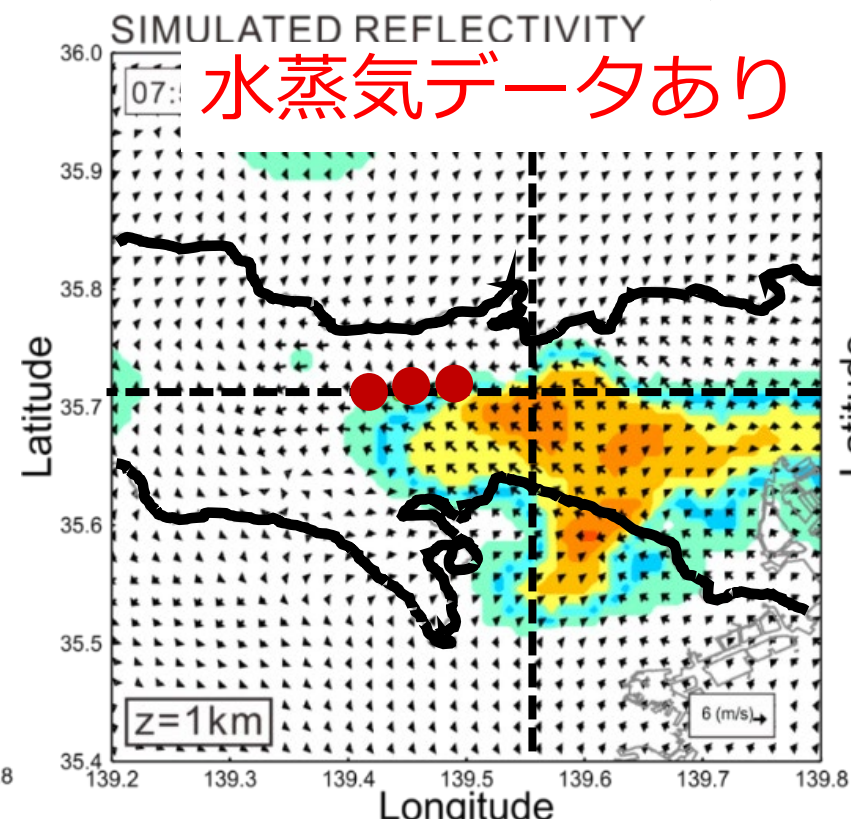 SIMULATED REFLECTIVITY
水蒸気データあり
36.0
07:
35.9
35.8
Latitude
35.7
35.6
35.5
z=1km
6 (m/s)
35.4
8
139.2 139.3 139.4 139.5 139.6 139.7 139.8
Longitude